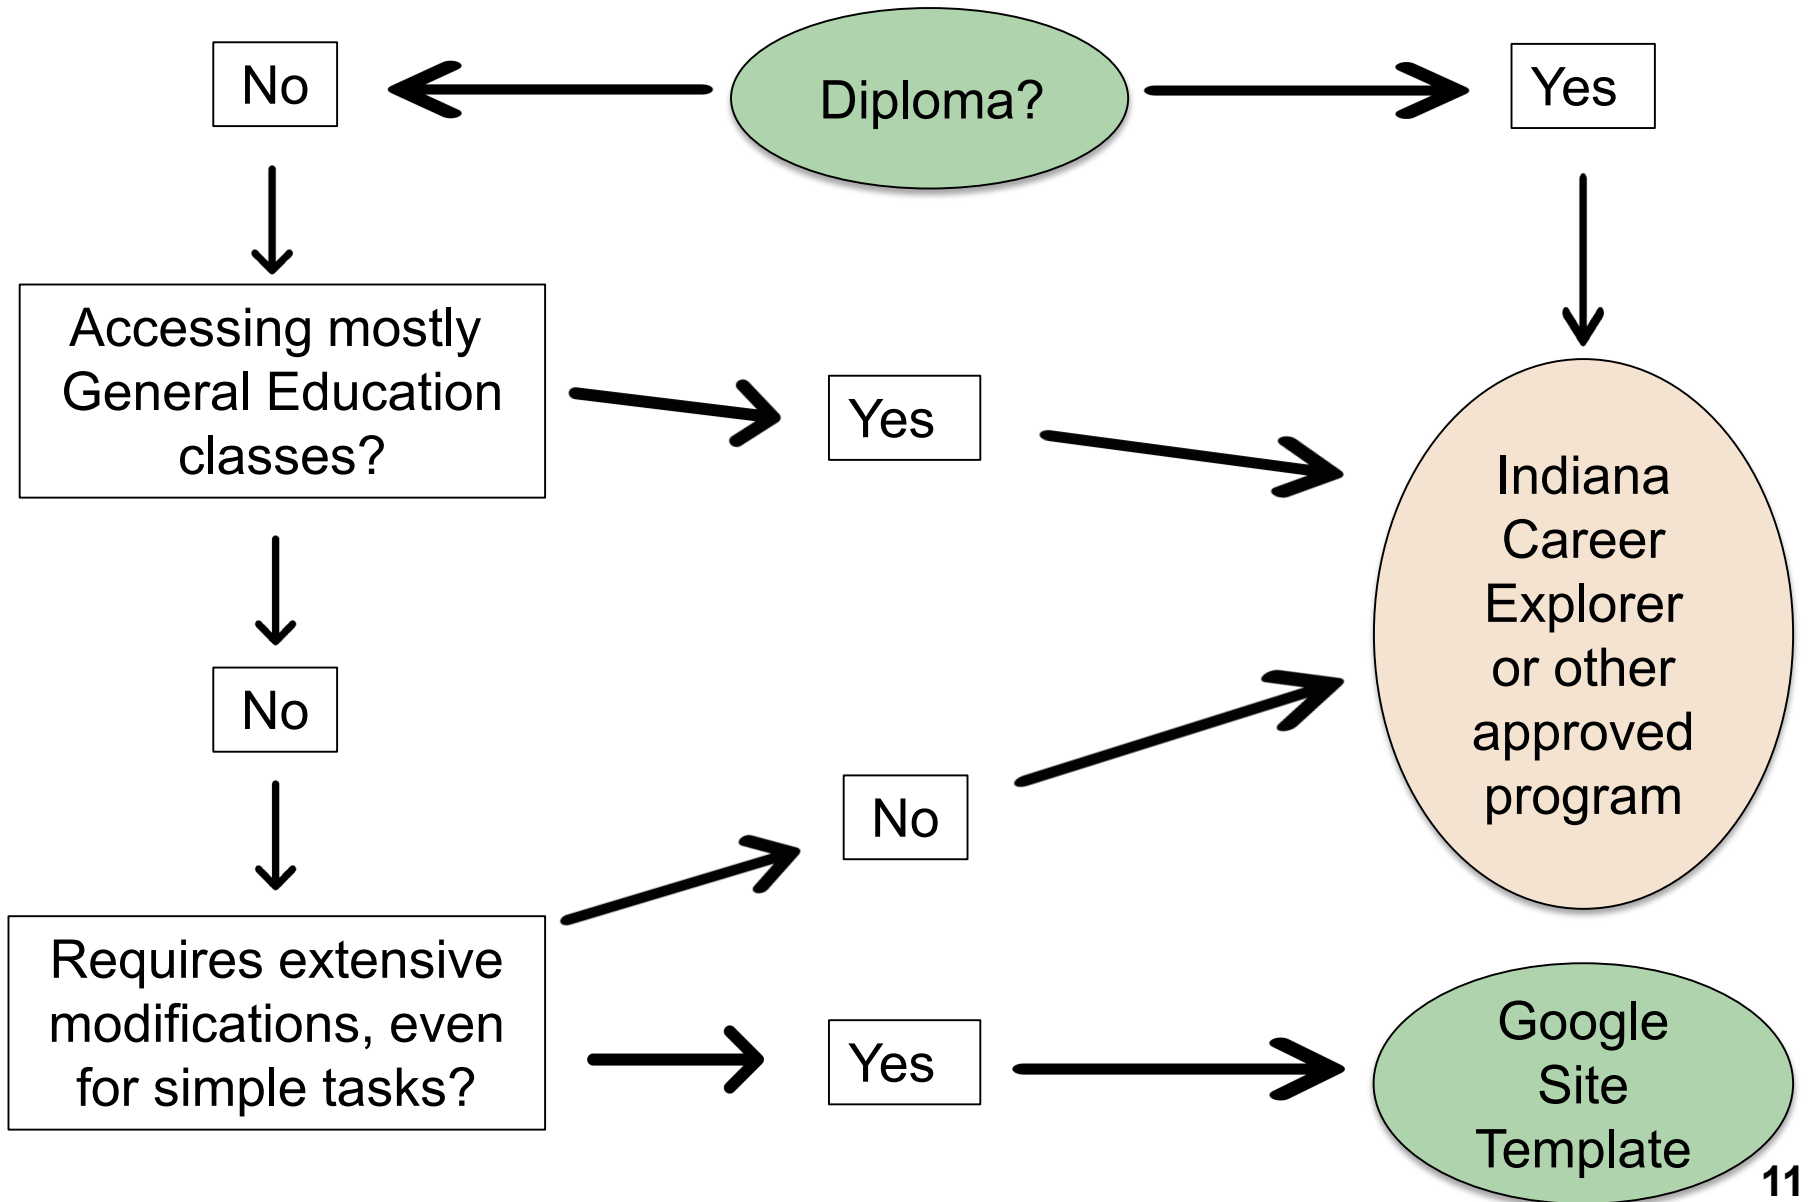 No
Diploma?
Yes
Accessing mostly
General Education
classes?
Yes
Indiana
Career
Explorer
or other
approved
program
No
No
Requires extensive
modifications, even
for simple tasks?
Yes
Google
Site
Template
11